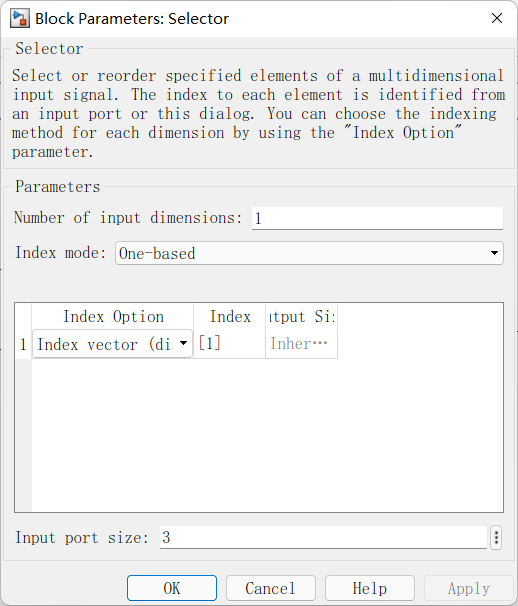 Block Parameters: Selector
Selector
Select or reorder specified elements of a multidimensional
input signal. The index to each element is identified from
an input port or this dialog. You can choose the indexing
method for each dimension by using the "Index Option"
parameter.
Parameters
Number of input dimensions: 1
Index mode: One-based
Index Option Index itput Si:
1 Index vector (di [1] Inher…
Input port size: 3
OK Cancel Help Apply